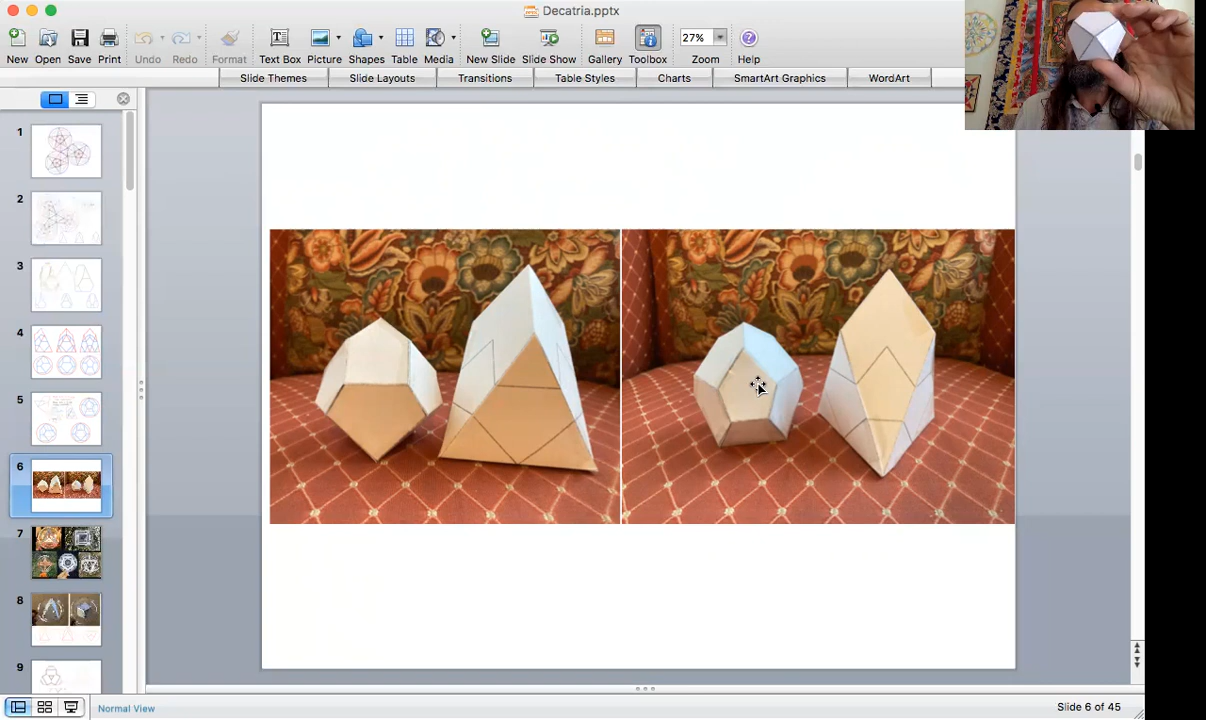 Decatria.pptx
New Open Save Print Undo Redo Format Text Box Picture Shapes Table Media New Slide Slide Show Gallery Toolbox 27% Zoom Help
Slide Themes Slide Layouts Transitions Table Styles Charts SmartArt Graphics WordArt
1
2
3
4
5
6
7
8
9
Normal View
Slide 6 of 45